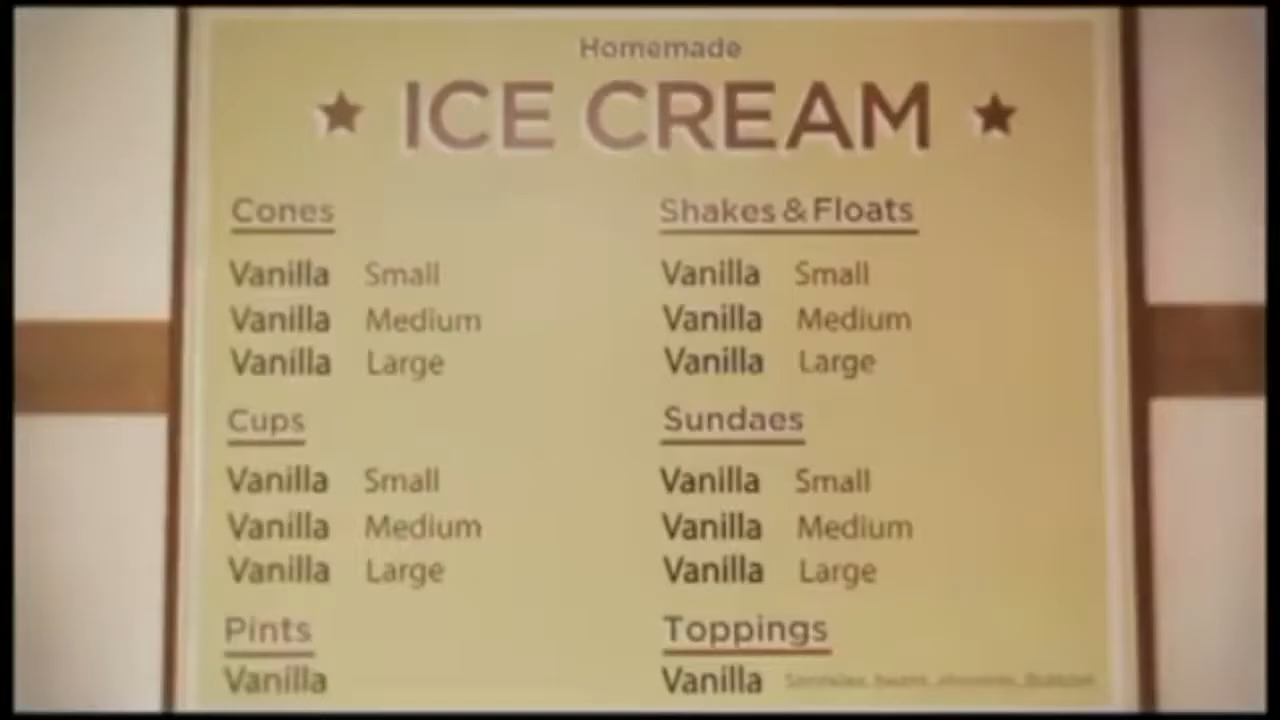 Homemade
ICE CREAM
Cones
Vanilla Small
Vanilla Medium
Vanilla Large
Cups
Vanilla Small
Vanilla Medium
Vanilla Large
Pints
Vanilla
Shakes & Floats
Vanilla Small
Vanilla Medium
Vanilla Large
Sundaes
Vanilla Small
Vanilla Medium
Vanilla Large
Toppings
Vanilla